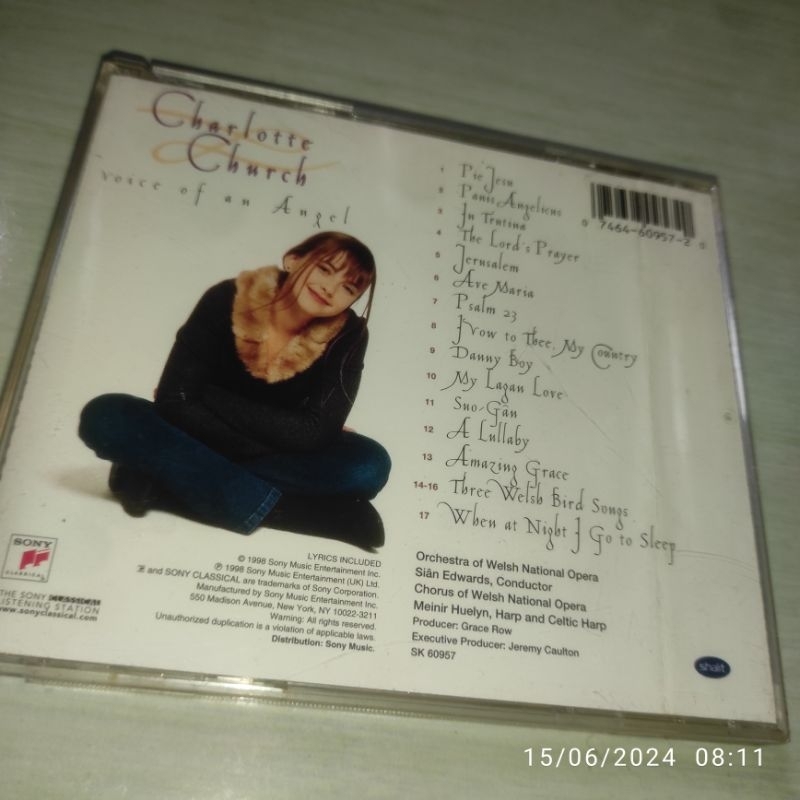 Charlotte
Church
Voice of an Angel
1 Pie Jesu
2 Panis Angelicus
3 In Trutina
4 The Lord's Prayer
5 Jerusalem
6 Ave Maria
7 Psalm 23
8 I Vow to Thee, My Country
9 Danny Boy
10 My Lagan Love
11 Suo-Gân
12 A Lullaby
13 Amazing Grace
14-16 Three Welsh Bird Songs
17 When at Night I Go to Sleep
0 7464-60957-2 0
LYRICS INCLUDED
© 1998 Sony Music Entertainment Inc.
℗ 1998 Sony Music Entertainment (UK) Ltd.
and SONY CLASSICAL are trademarks of Sony Corporation.
Manufactured by Sony Music Entertainment Inc.
550 Madison Avenue, New York, NY 10022-3211
Warning: All rights reserved.
Unauthorized duplication is a violation of applicable laws.
Distribution: Sony Music.
SONY
CLASSICAL
THE SONY CLASSICAL
LISTENING STATION
www.sonyclassical.com
Orchestra of Welsh National Opera
Siân Edwards, Conductor
Chorus of Welsh National Opera
Meinir Huelyn, Harp and Celtic Harp
Producer: Grace Row
Executive Producer: Jeremy Caulton
SK 60957
15/06/2024 08:11